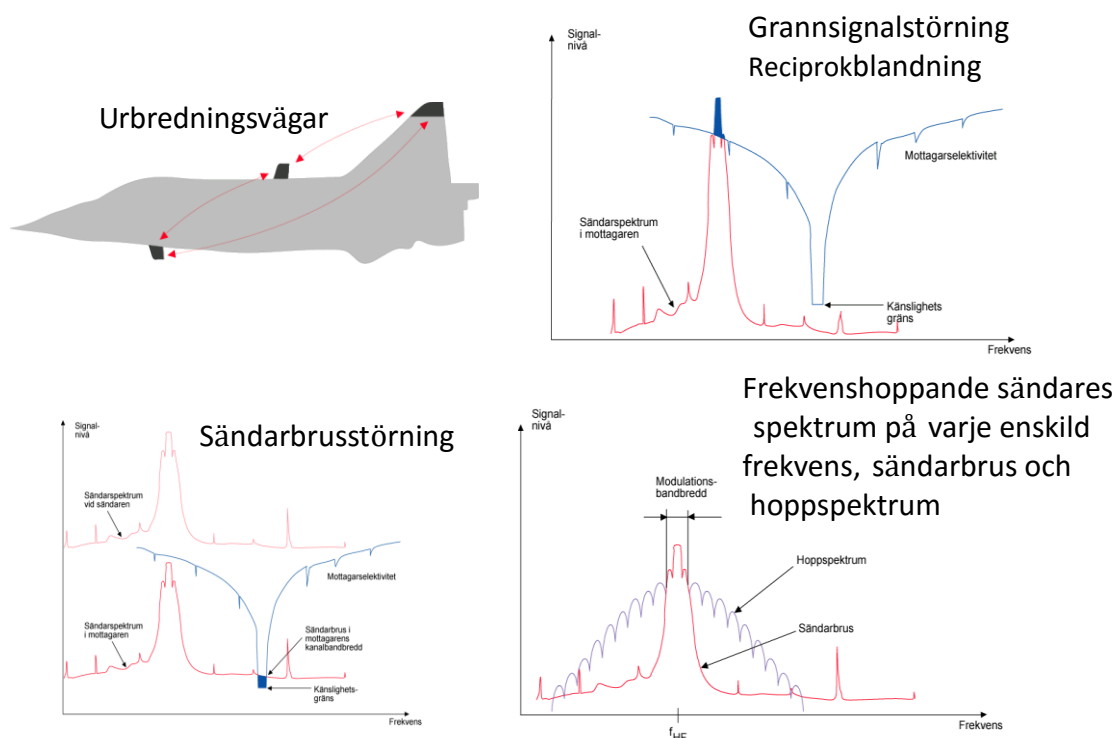 Urbredningsvägar
Grannsignalstörning
Reciprokblandning
Signal-
nivå
Mottagarselektivitet
Sändarspektrum
i mottagaren
Känslighets
gräns
Frekvens
Sändarbrusstörning
Signal-
nivå
Sändarspektrum
vid sändaren
Mottagarselektivitet
Sändarspektrum
i mottagaren
Sändarbrus i
mottagarens
kanalbandbredd
Känslighets-
gräns
Frekvens
Frekvenshoppande sändares
spektrum på varje enskild
frekvens, sändarbrus och
hoppspektrum
Signal-
nivå
Modulations-
bandbredd
Hoppspektrum
Sändarbrus
Frekvens
fHF